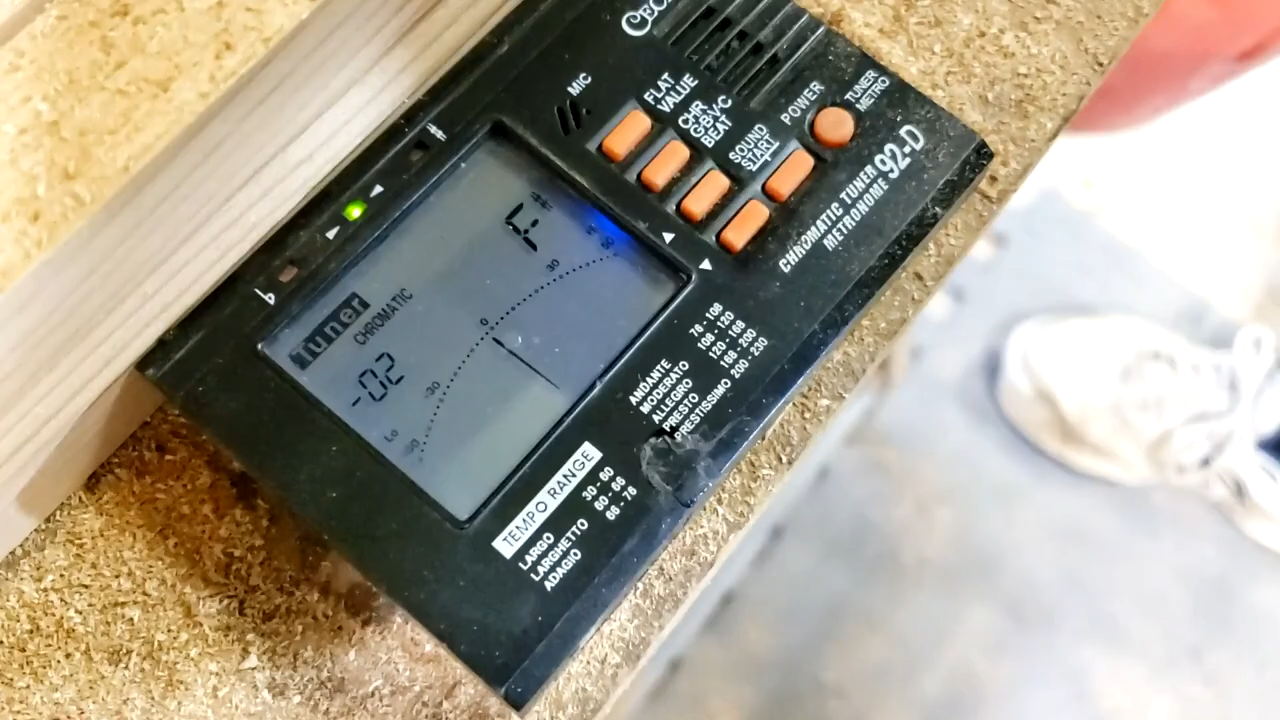 MIC
FLAT
VALUE
CHR
G·B·V·C
BEAT
SOUND
START
POWER
TUNER
METRO
CHROMATIC TUNER
METRONOME
92-D
♯
♭
Tuner
CHROMATIC
-02
F♯
0
30
50
-30
Lo
TEMPO RANGE
LARGO 30 - 60
LARGHETTO 60 - 66
ADAGIO 66 - 76
ANDANTE 76 - 108
MODERATO 108 - 120
ALLEGRO 120 - 168
PRESTO 168 - 200
PRESTISSIMO 200 - 230